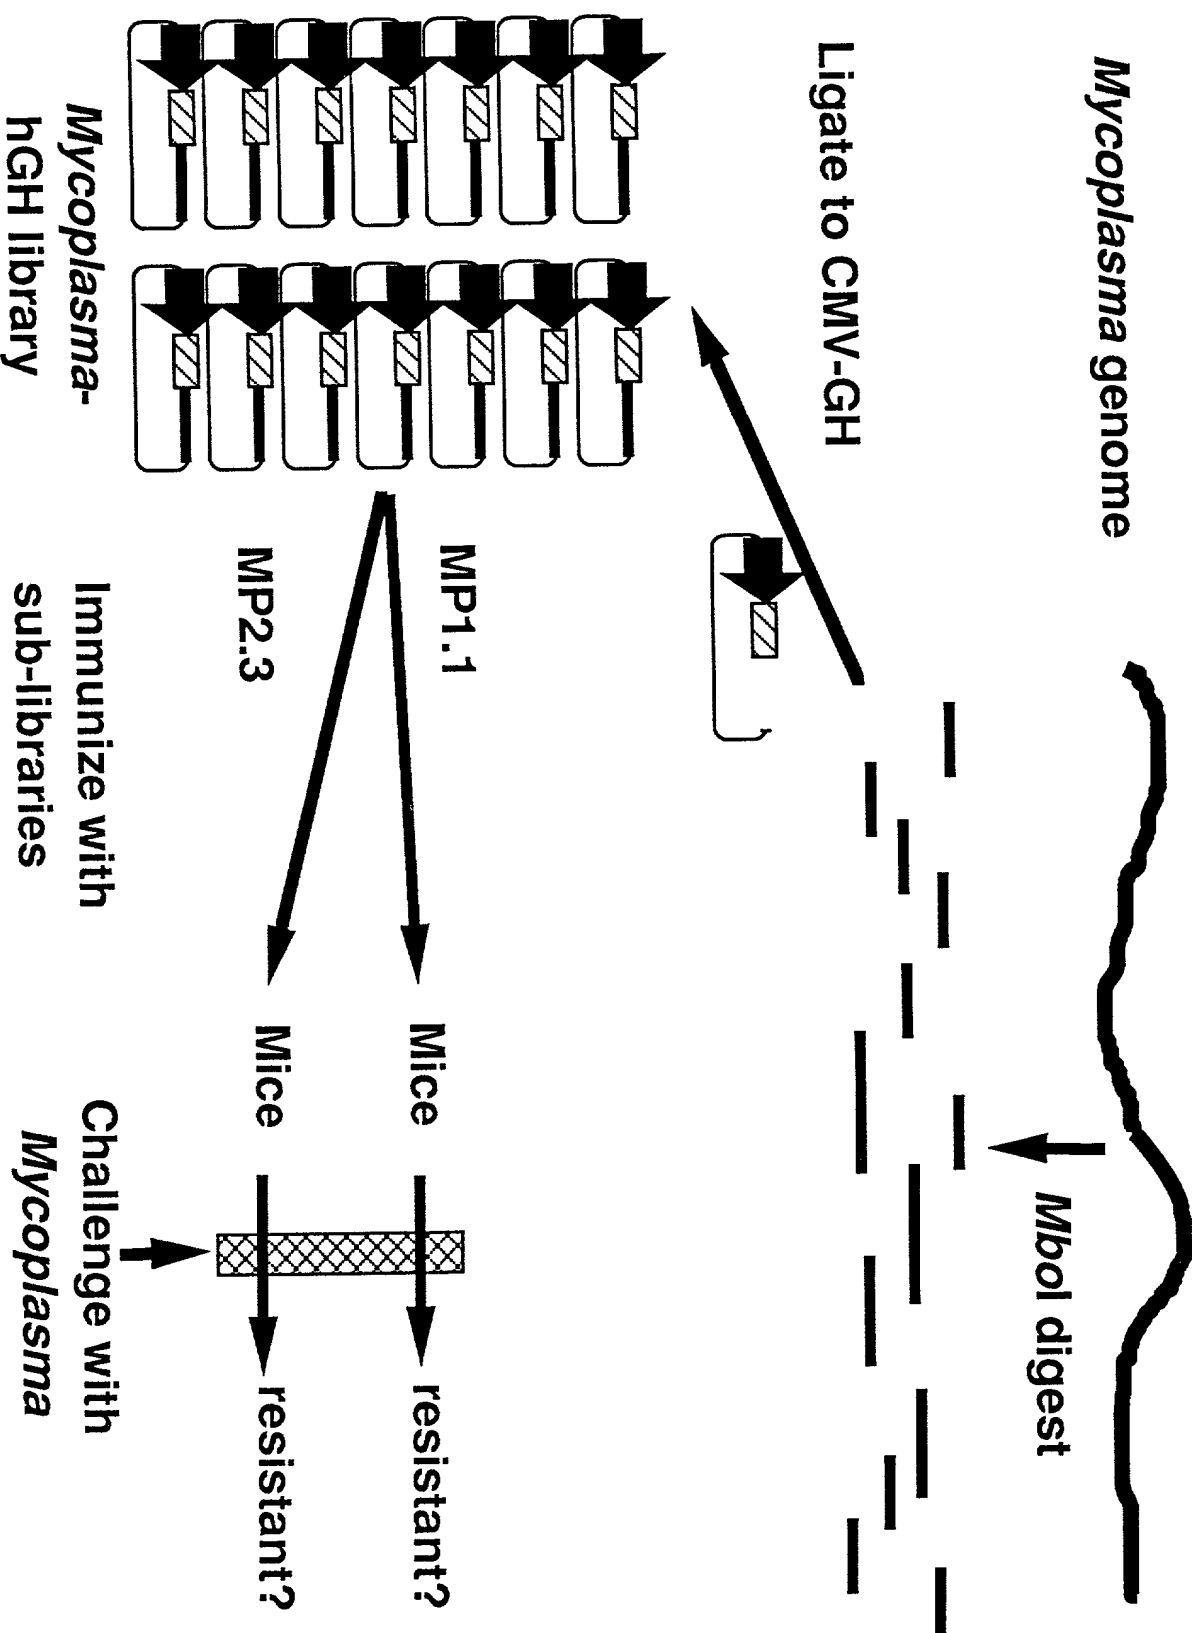 Mycoplasma genome
MboI digest
Ligate to CMV-GH
MP1.1
Mice
resistant?
MP2.3
Mice
resistant?
Mycoplasma-
hGH library
Immunize with
sub-libraries
Challenge with
Mycoplasma